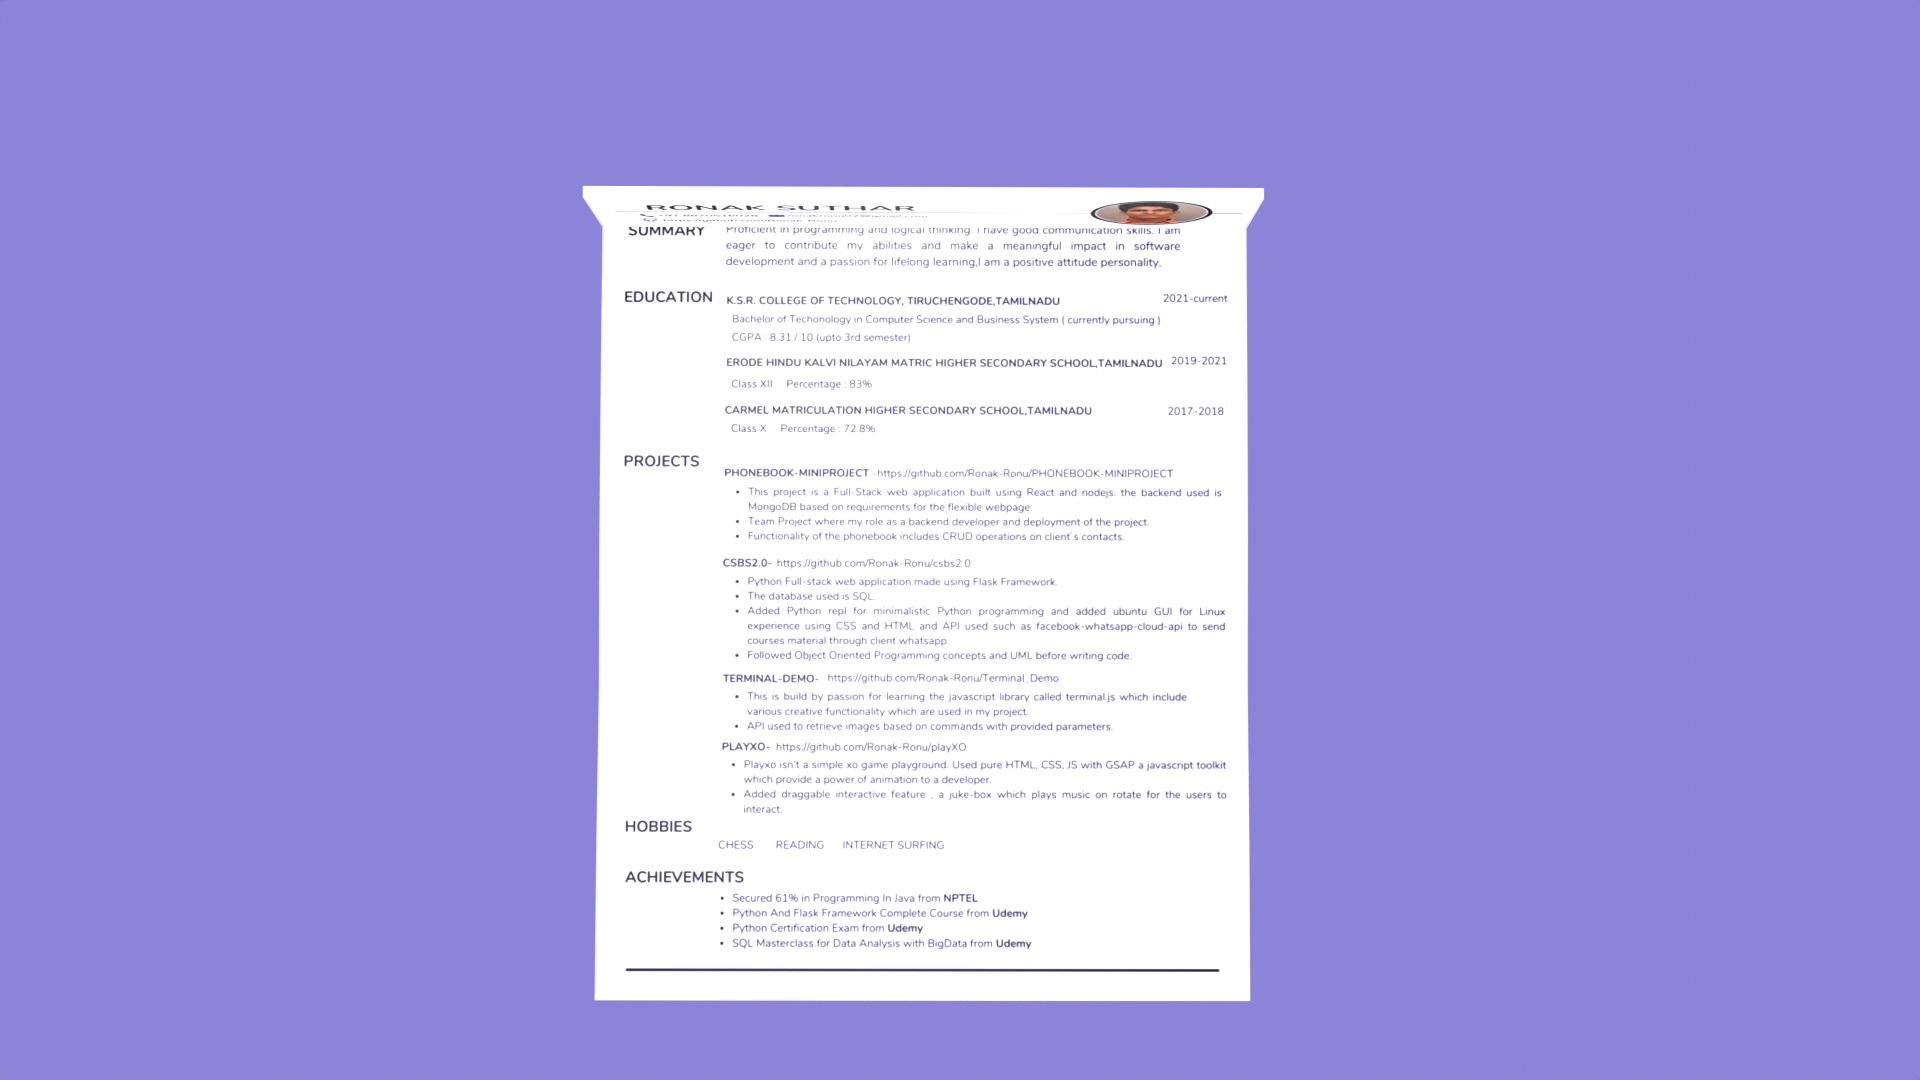 RONAK SUTHAR
https://github.com/Ronak-Ronu
SUMMARY
Proficient in programming and logical thinking. I have good communication skills. I am
eager to contribute my abilities and make a meaningful impact in software
development and a passion for lifelong learning,I am a positive attitude personality.
EDUCATION
K.S.R. COLLEGE OF TECHNOLOGY, TIRUCHENGODE,TAMILNADU 2021-current
Bachelor of Techonology in Computer Science and Business System ( currently pursuing )
CGPA : 8.31 / 10 (upto 3rd semester)
ERODE HINDU KALVI NILAYAM MATRIC HIGHER SECONDARY SCHOOL,TAMILNADU 2019-2021
Class XII Percentage : 83%
CARMEL MATRICULATION HIGHER SECONDARY SCHOOL,TAMILNADU 2017-2018
Class X Percentage : 72.8%
PROJECTS
PHONEBOOK-MINIPROJECT - https://github.com/Ronak-Ronu/PHONEBOOK-MINIPROJECT
• This project is a Full-Stack web application built using React and nodejs. the backend used is
MongoDB based on requirements for the flexible webpage.
• Team Project where my role as a backend developer and deployment of the project.
• Functionality of the phonebook includes CRUD operations on client's contacts.
CSBS2.0- https://github.com/Ronak-Ronu/csbs2.0
• Python Full-stack web application made using Flask Framework.
• The database used is SQL.
• Added Python repl for minimalistic Python programming and added ubuntu GUI for Linux
experience using CSS and HTML and API used such as facebook-whatsapp-cloud-api to send
courses material through client whatsapp.
• Followed Object Oriented Programming concepts and UML before writing code.
TERMINAL-DEMO- https://github.com/Ronak-Ronu/Terminal_Demo
• This is build by passion for learning the javascript library called terminal.js which include
various creative functionality which are used in my project.
• API used to retrieve images based on commands with provided parameters.
PLAYXO- https://github.com/Ronak-Ronu/playXO
• Playxo isn't a simple xo game playground. Used pure HTML, CSS, JS with GSAP a javascript toolkit
which provide a power of animation to a developer.
• Added draggable interactive feature , a juke-box which plays music on rotate for the users to
interact.
HOBBIES
CHESS READING INTERNET SURFING
ACHIEVEMENTS
• Secured 61% in Programming In Java from NPTEL
• Python And Flask Framework Complete Course from Udemy
• Python Certification Exam from Udemy
• SQL Masterclass for Data Analysis with BigData from Udemy